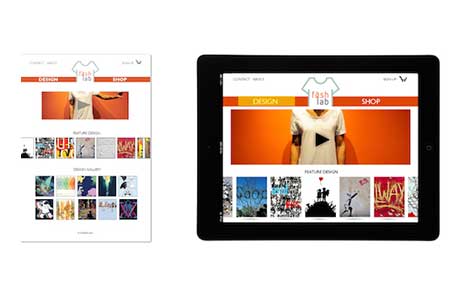 CONTACT ABOUT
SIGN UP
fash
lab
DESIGN
SHOP
FEATURE DESIGN
DESIGN GALLERY
CONTACT ABOUT
SIGN UP
fash
lab
DESIGN
SHOP
FEATURE DESIGN